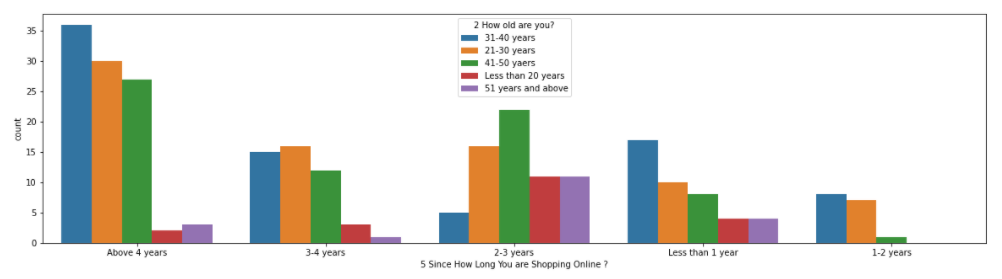 2 How old are you?
31-40 years
21-30 years
41-50 yaers
Less than 20 years
51 years and above
count
35
30
25
20
15
10
5
0
Above 4 years
3-4 years
2-3 years
Less than 1 year
1-2 years
5 Since How Long You are Shopping Online ?